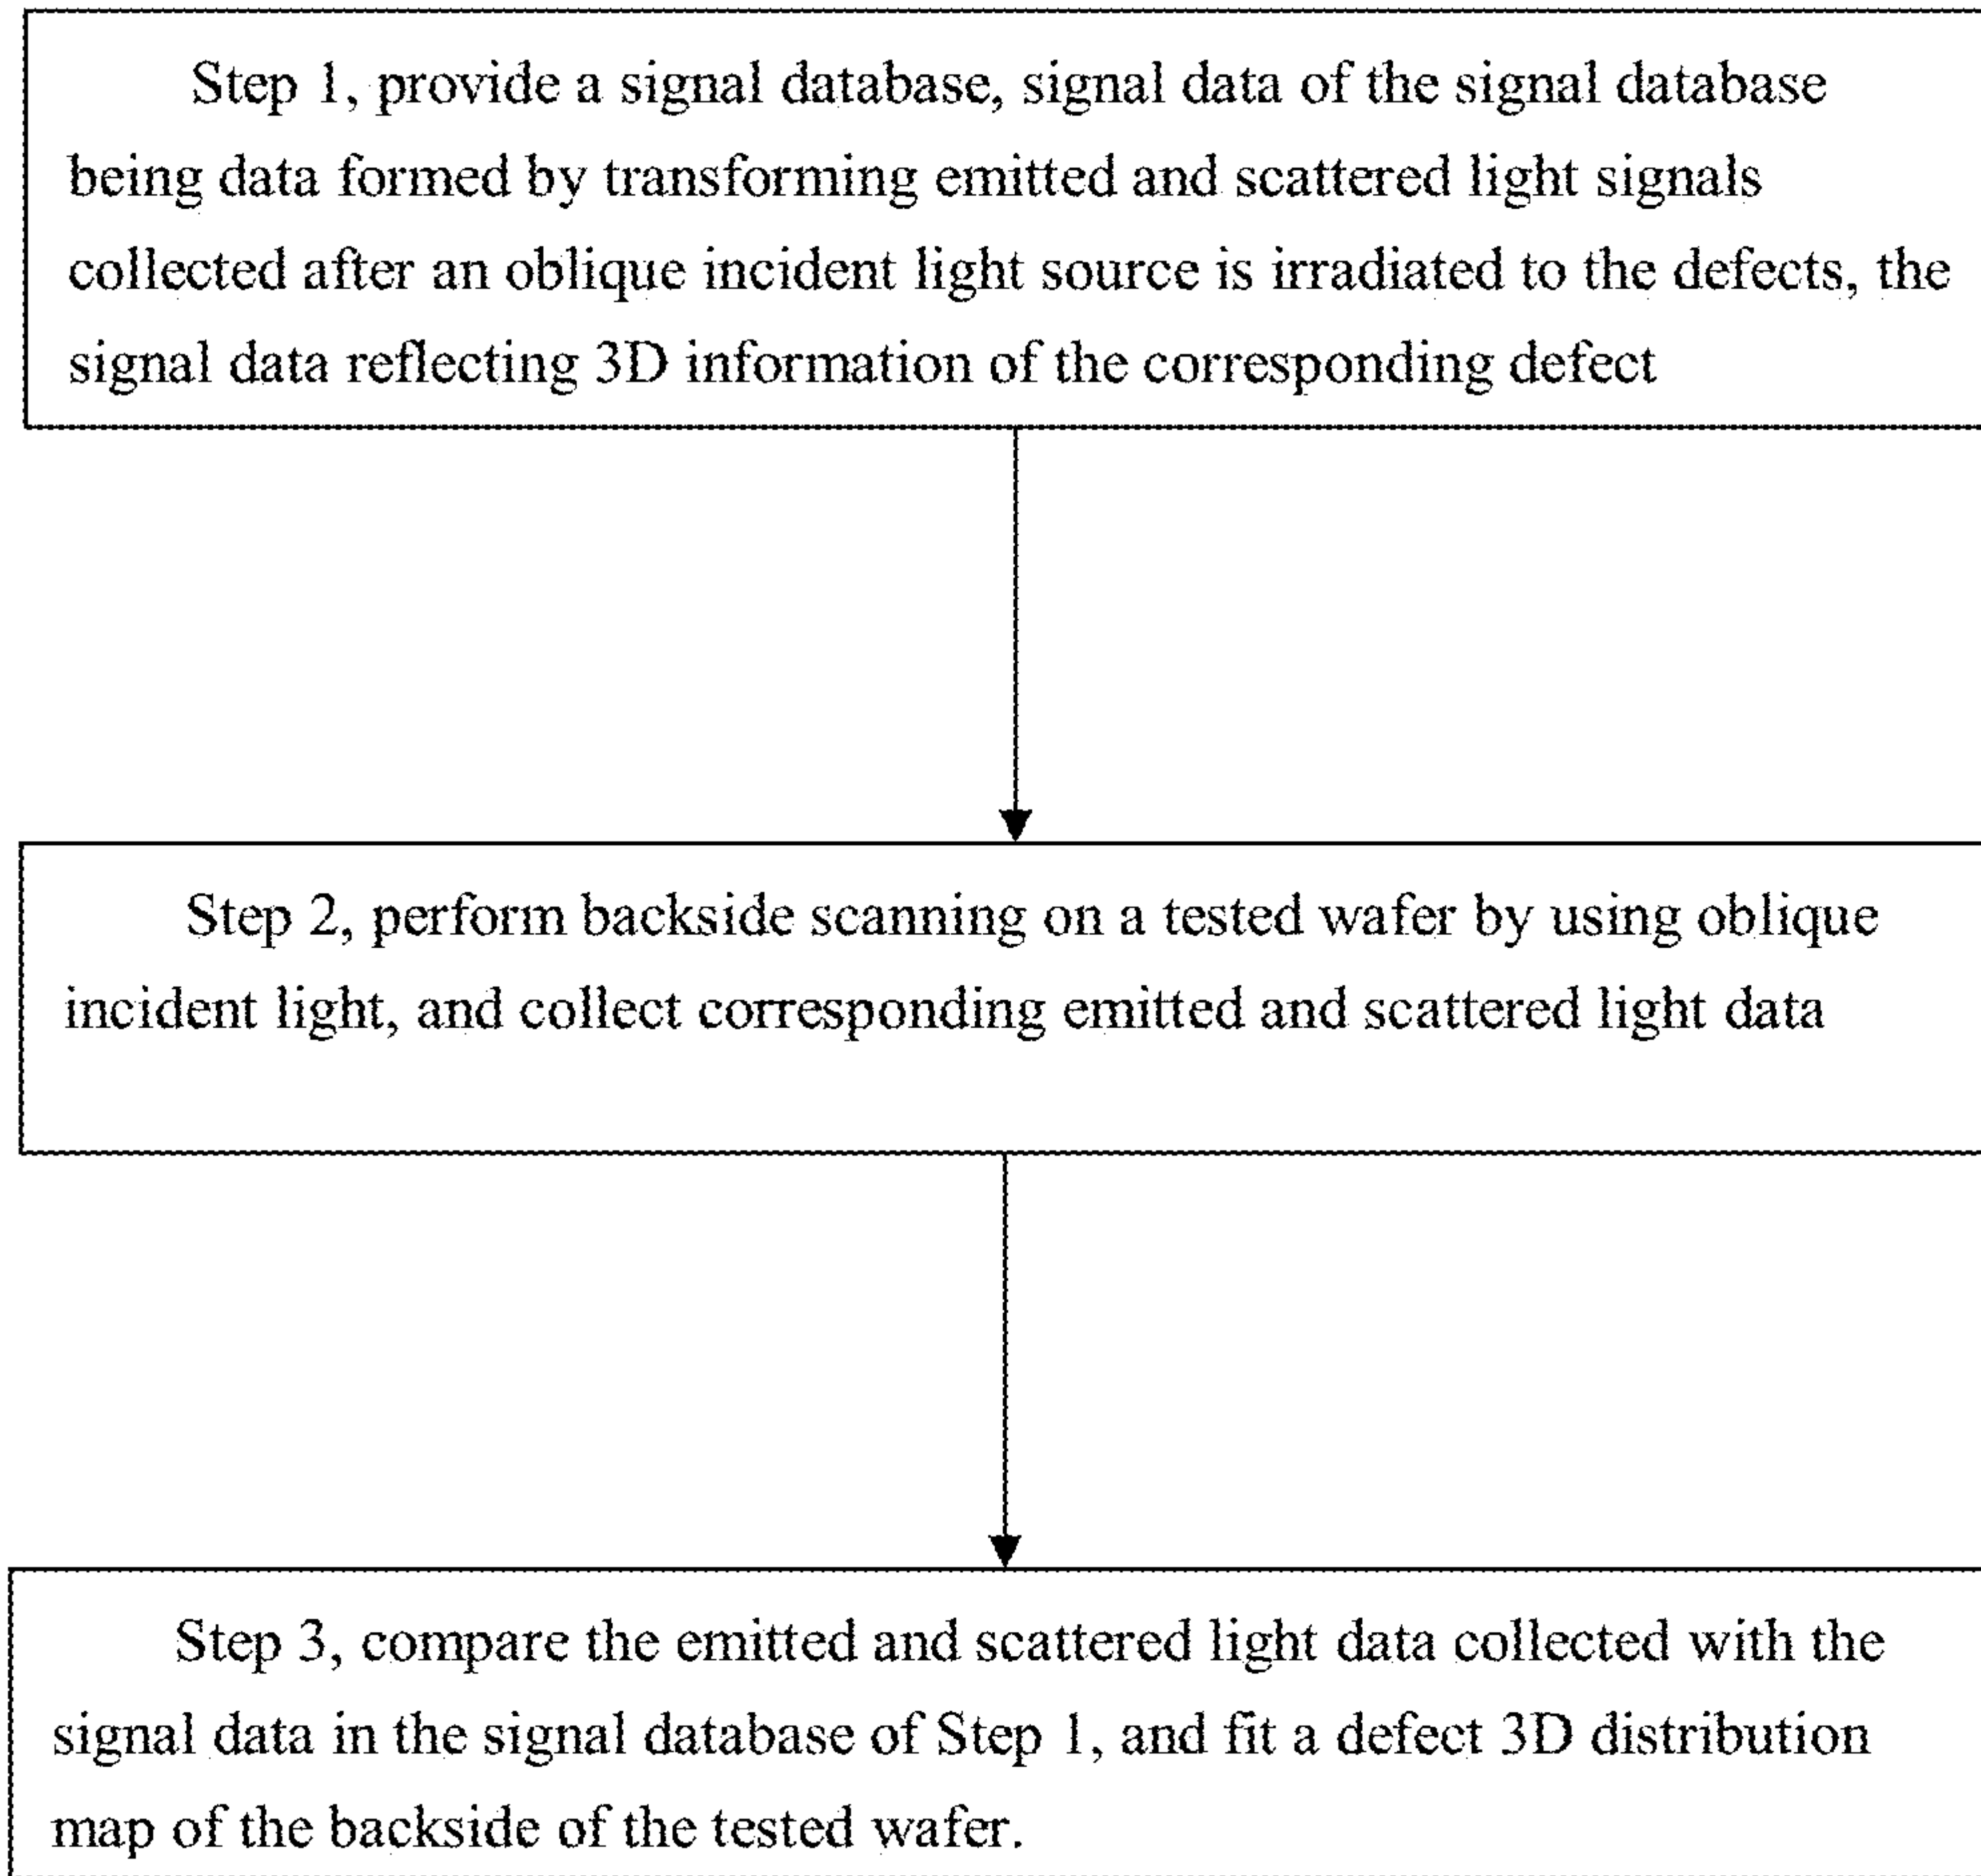 Step 1, provide a signal database, signal data of the signal database
being data formed by transforming emitted and scattered light signals
collected after an oblique incident light source is irradiated to the defects, the
signal data reflecting 3D information of the corresponding defect
Step 2, perform backside scanning on a tested wafer by using oblique
incident light, and collect corresponding emitted and scattered light data
Step 3, compare the emitted and scattered light data collected with the
signal data in the signal database of Step 1, and fit a defect 3D distribution
map of the backside of the tested wafer.